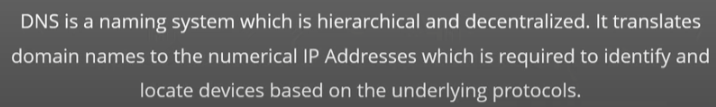 DNS is a naming system which is hierarchical and decentralized. It translates
domain names to the numerical IP Addresses which is required to identify and
locate devices based on the underlying protocols.